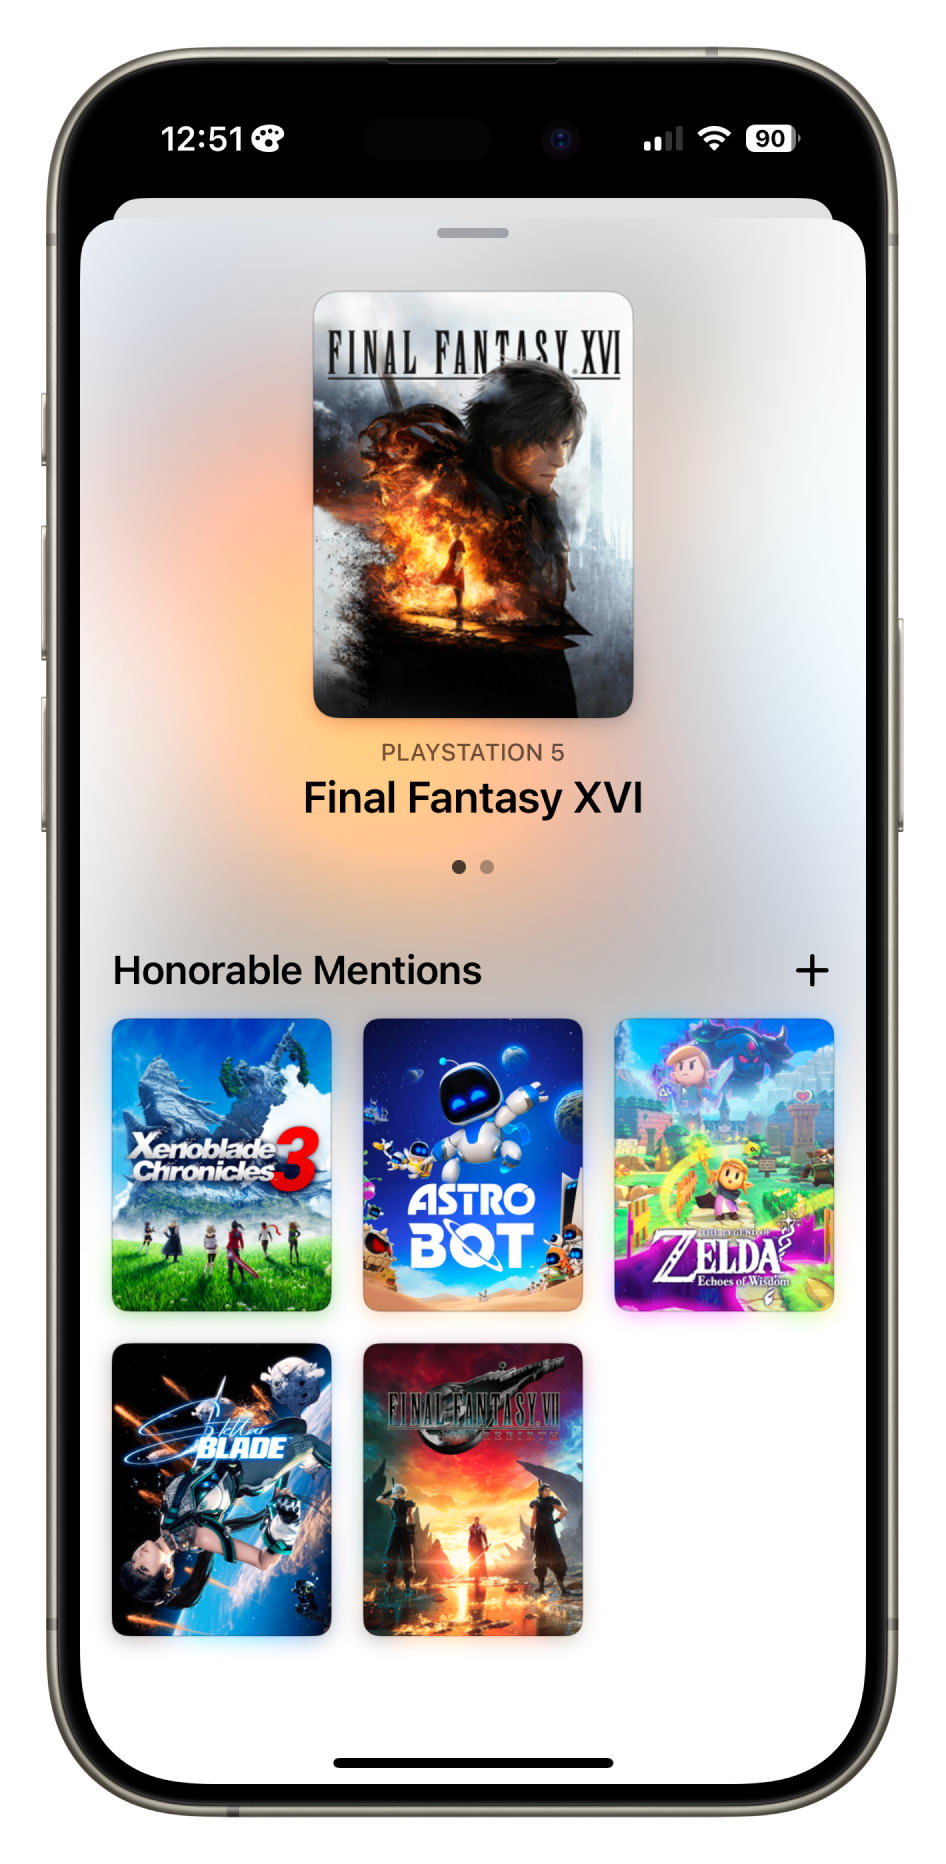 12:51
90
FINAL FANTASY XVI
PLAYSTATION 5
Final Fantasy XVI
Honorable Mentions
Xenoblade
Chronicles 3
ASTRO
BOT
THE LEGEND OF
ZELDA
Echoes of Wisdom
Stellar
BLADE
FINAL FANTASY VII
REBIRTH